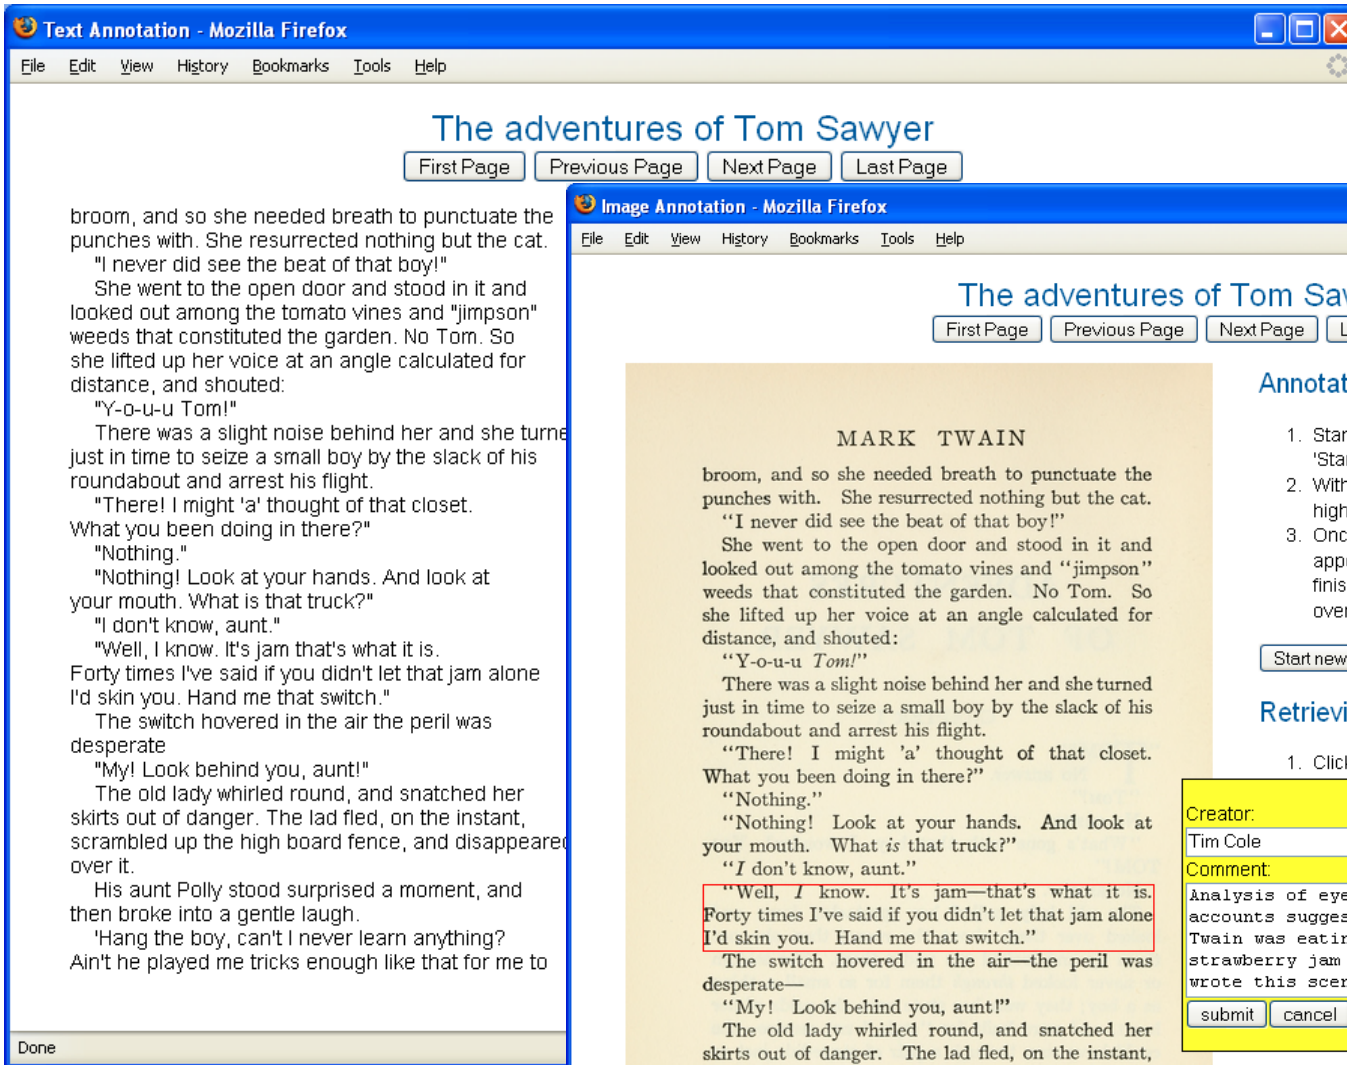 Text Annotation - Mozilla Firefox
File Edit View History Bookmarks Tools Help
The adventures of Tom Sawyer
First Page Previous Page Next Page Last Page
broom, and so she needed breath to punctuate the
punches with. She resurrected nothing but the cat.
"I never did see the beat of that boy!"
She went to the open door and stood in it and
looked out among the tomato vines and "jimpson"
weeds that constituted the garden. No Tom. So
she lifted up her voice at an angle calculated for
distance, and shouted:
"Y-o-u-u Tom!"
There was a slight noise behind her and she turne
just in time to seize a small boy by the slack of his
roundabout and arrest his flight.
"There! I might 'a' thought of that closet.
What you been doing in there?"
"Nothing."
"Nothing! Look at your hands. And look at
your mouth. What is that truck?"
"I don't know, aunt."
"Well, I know. It's jam that's what it is.
Forty times I've said if you didn't let that jam alone
I'd skin you. Hand me that switch."
The switch hovered in the air the peril was
desperate
"My! Look behind you, aunt!"
The old lady whirled round, and snatched her
skirts out of danger. The lad fled, on the instant,
scrambled up the high board fence, and disappeared
over it.
His aunt Polly stood surprised a moment, and
then broke into a gentle laugh.
'Hang the boy, can't I never learn anything?
Ain't he played me tricks enough like that for me to
Done
Image Annotation - Mozilla Firefox
File Edit View History Bookmarks Tools Help
The adventures of Tom Sa
First Page Previous Page Next Page L
MARK TWAIN
broom, and so she needed breath to punctuate the
punches with. She resurrected nothing but the cat.
"I never did see the beat of that boy!"
She went to the open door and stood in it and
looked out among the tomato vines and "jimpson"
weeds that constituted the garden. No Tom. So
she lifted up her voice at an angle calculated for
distance, and shouted:
"Y-o-u-u Tom!"
There was a slight noise behind her and she turned
just in time to seize a small boy by the slack of his
roundabout and arrest his flight.
"There! I might 'a' thought of that closet.
What you been doing in there?"
"Nothing."
"Nothing! Look at your hands. And look at
your mouth. What is that truck?"
"I don't know, aunt."
"Well, I know. It's jam—that's what it is.
Forty times I've said if you didn't let that jam alone
I'd skin you. Hand me that switch."
The switch hovered in the air—the peril was
desperate—
"My! Look behind you, aunt!"
The old lady whirled round, and snatched her
skirts out of danger. The lad fled, on the instant,
Annotat
1. Star
'Sta
2. With
high
3. Onc
app
finis
over
Start new
Retrievi
1. Click
Creator:
Tim Cole
Comment:
Analysis of eye
accounts sugges
Twain was eatin
strawberry jam
wrote this scen
submit cancel